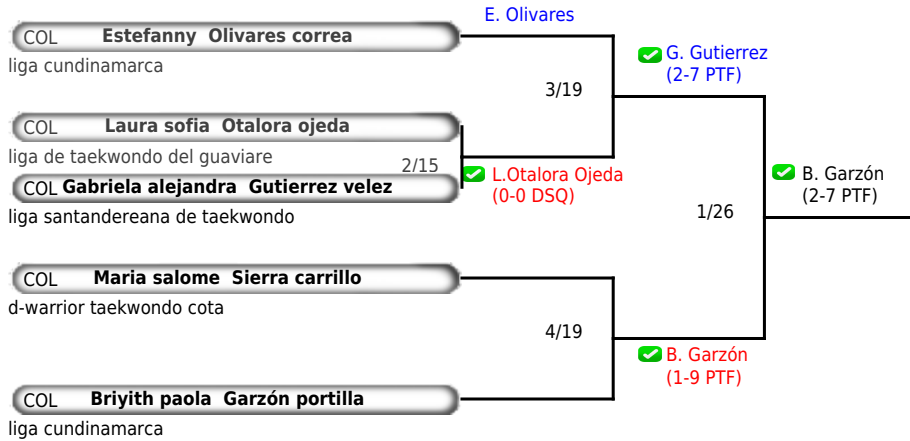 E. Olivares
COL Estefanny Olivares correa
liga cundinamarca
G. Gutierrez
(2-7 PTF)
3/19
COL Laura sofia Otalora ojeda
liga de taekwondo del guaviare
2/15
L.Otalora Ojeda
(0-0 DSQ)
COL Gabriela alejandra Gutierrez velez
liga santandereana de taekwondo
B. Garzón
(2-7 PTF)
1/26
COL Maria salome Sierra carrillo
d-warrior taekwondo cota
4/19
B. Garzón
(1-9 PTF)
COL Briyith paola Garzón portilla
liga cundinamarca